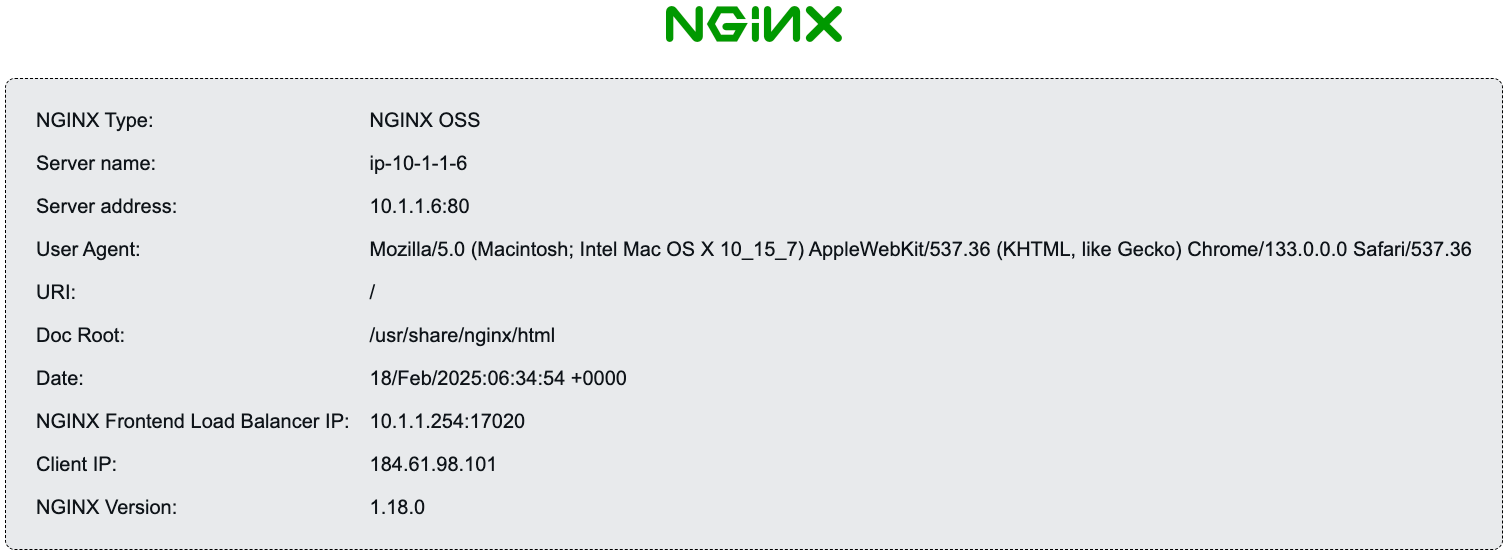 NGINX
NGINX Type: NGINX OSS
Server name: ip-10-1-1-6
Server address: 10.1.1.6:80
User Agent: Mozilla/5.0 (Macintosh; Intel Mac OS X 10_15_7) AppleWebKit/537.36 (KHTML, like Gecko) Chrome/133.0.0.0 Safari/537.36
URI: /
Doc Root: /usr/share/nginx/html
Date: 18/Feb/2025:06:34:54 +0000
NGINX Frontend Load Balancer IP: 10.1.1.254:17020
Client IP: 184.61.98.101
NGINX Version: 1.18.0